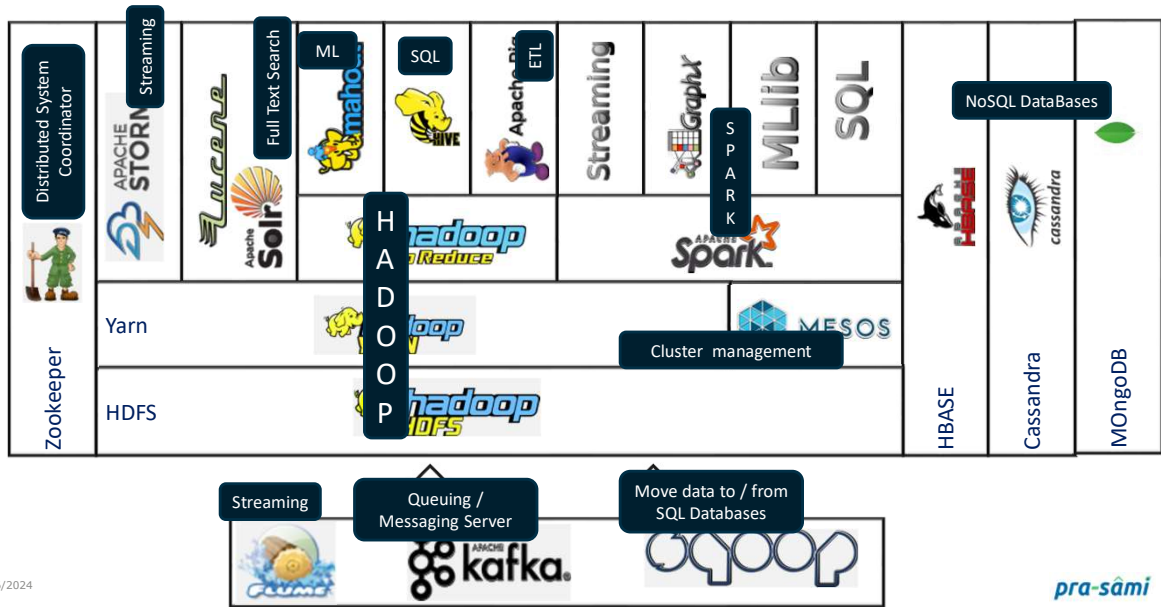 Distributed System
Coordinator
Zookeeper
Streaming
APACHE
STORM
Lucene
Full Text Search
Apache
Solr
ML
mahout
SQL
HIVE
ETL
Apache Pig
Streaming
GraphX
MLlib
SQL
SPARK
APACHE
Spark
HADOOP
hadoop
Reduce
Yarn
hadoop
MESOS
Cluster management
HDFS
hadoop
HDFS
NoSQL DataBases
APACHE
HBASE
HBASE
cassandra
Cassandra
MOngoDB
Streaming
FLUME
Queuing /
Messaging Server
APACHE
kafka
Move data to / from
SQL Databases
sqoop
/2024
pra-sâmi